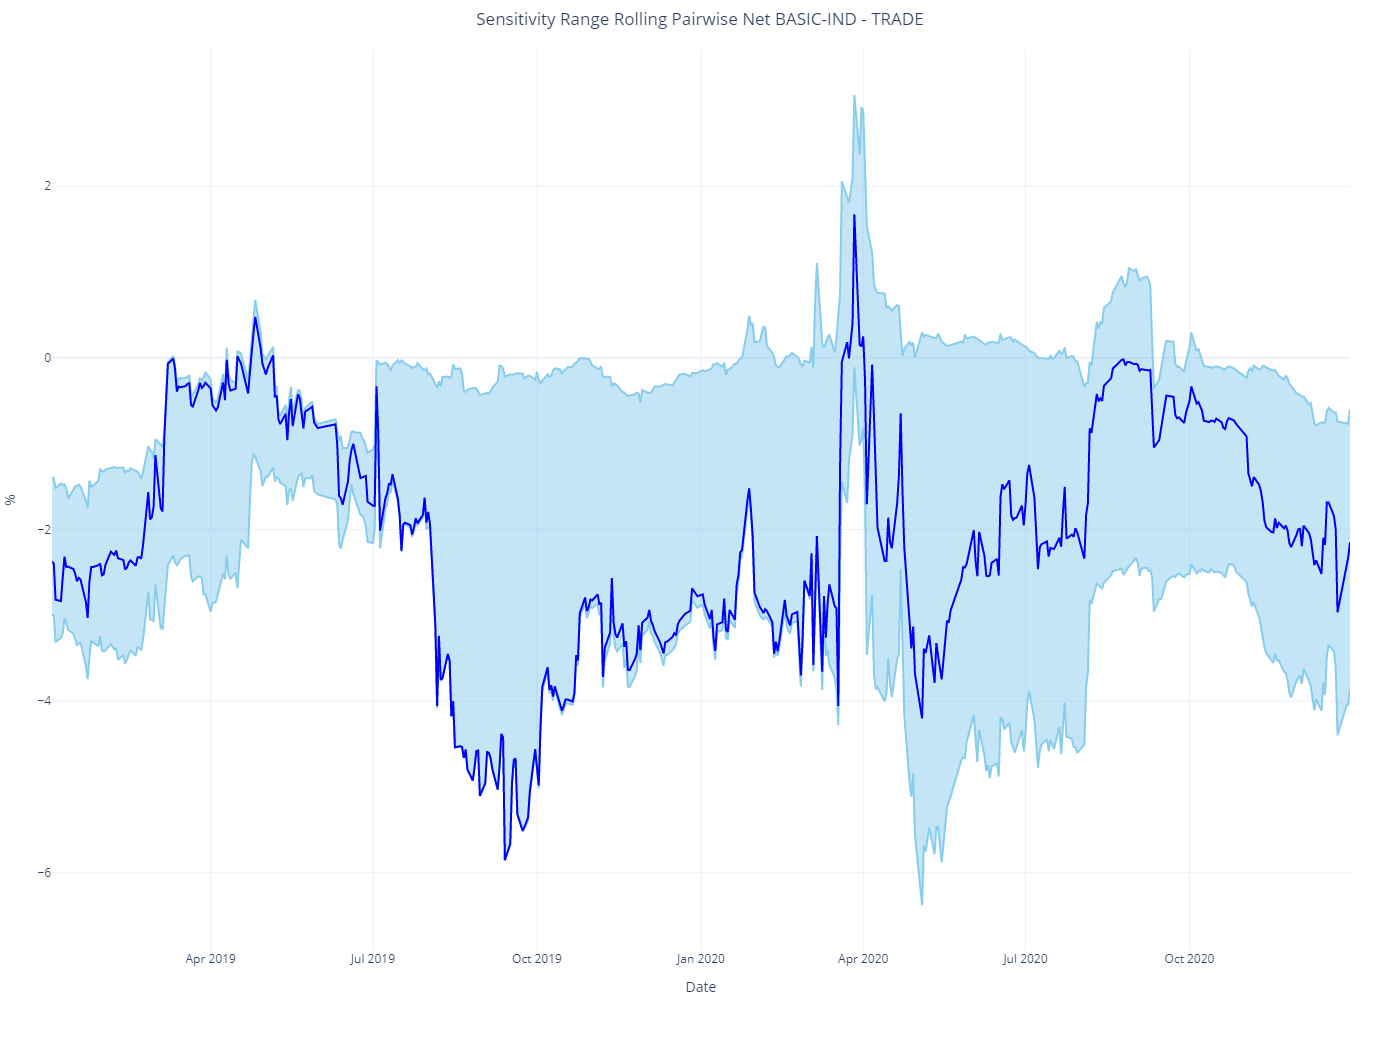 Sensitivity Range Rolling Pairwise Net BASIC-IND - TRADE
%
2
0
−2
−4
−6
Apr 2019
Jul 2019
Oct 2019
Jan 2020
Apr 2020
Jul 2020
Oct 2020
Date